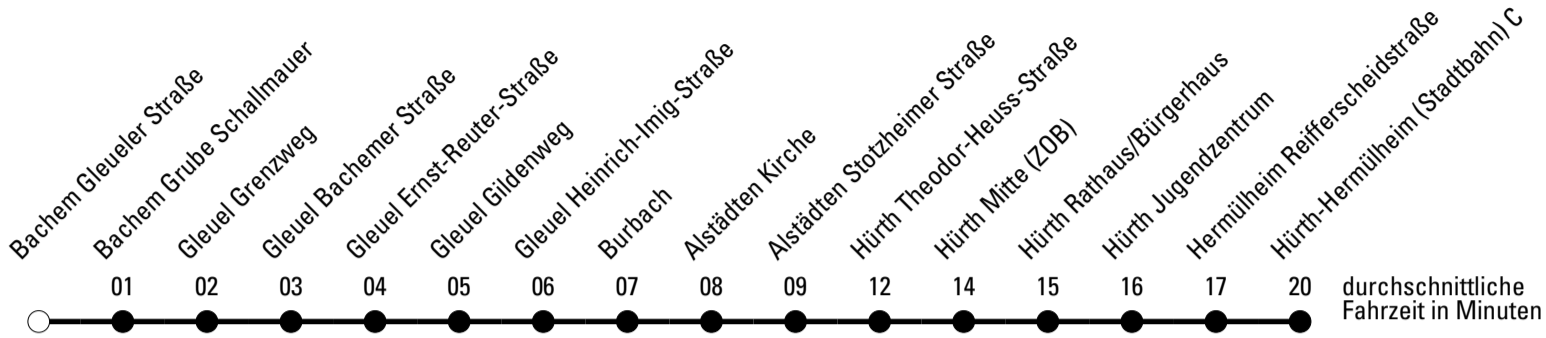 Bachem Gleueler Straße
Bachem Grube Schallmauer
Gleuel Grenzweg
Gleuel Bachemer Straße
Gleuel Ernst-Reuter-Straße
Gleuel Gildenweg
Gleuel Heinrich-Imig-Straße
Burbach
Alstädten Kirche
Alstädten Stotzheimer Straße
Hürth Theodor-Heuss-Straße
Hürth Mitte (ZOB)
Hürth Rathaus/Bürgerhaus
Hürth Jugendzentrum
Hermülheim Reifferscheidstraße
Hürth-Hermülheim (Stadtbahn) C
01 02 03 04 05 06 07 08 09 12 14 15 16 17 20
durchschnittliche
Fahrzeit in Minuten